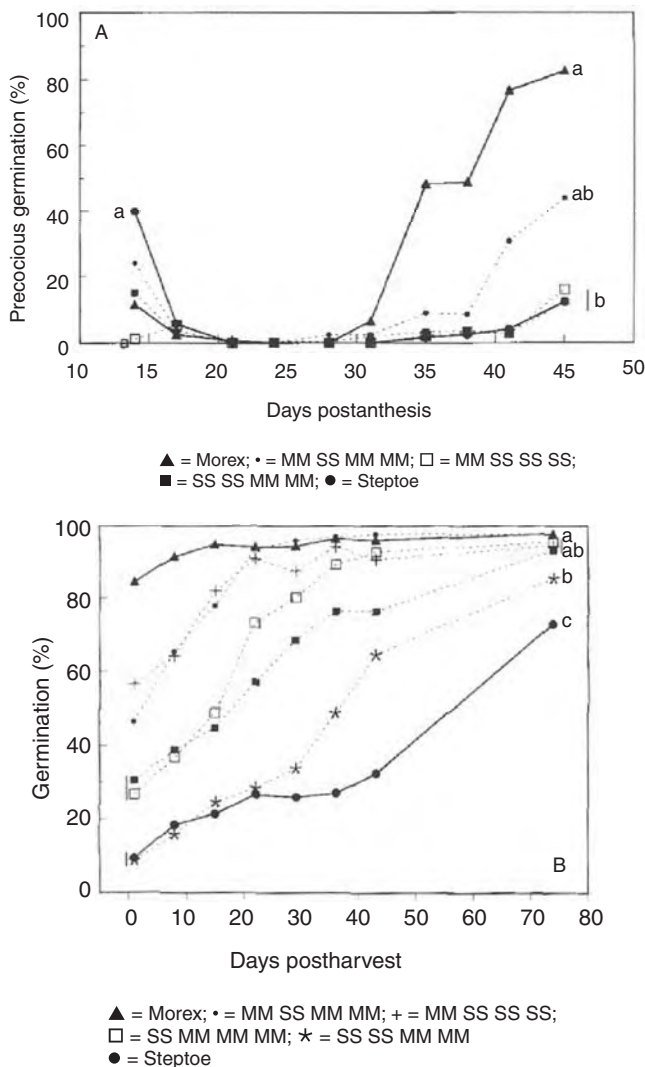 A
Precocious germination (%)
100
80
60
40
20
0
a
a
ab
b
10 15 20 25 30 35 40 45 50
Days postanthesis
▲ = Morex; • = MM SS MM MM; □ = MM SS SS SS;
■ = SS SS MM MM; ● = Steptoe
Germination (%)
100
80
60
40
20
0
a
ab
b
c
B
0 10 20 30 40 50 60 70 80
Days postharvest
▲ = Morex; • = MM SS MM MM; + = MM SS SS SS;
□ = SS MM MM MM; * = SS SS MM MM
● = Steptoe